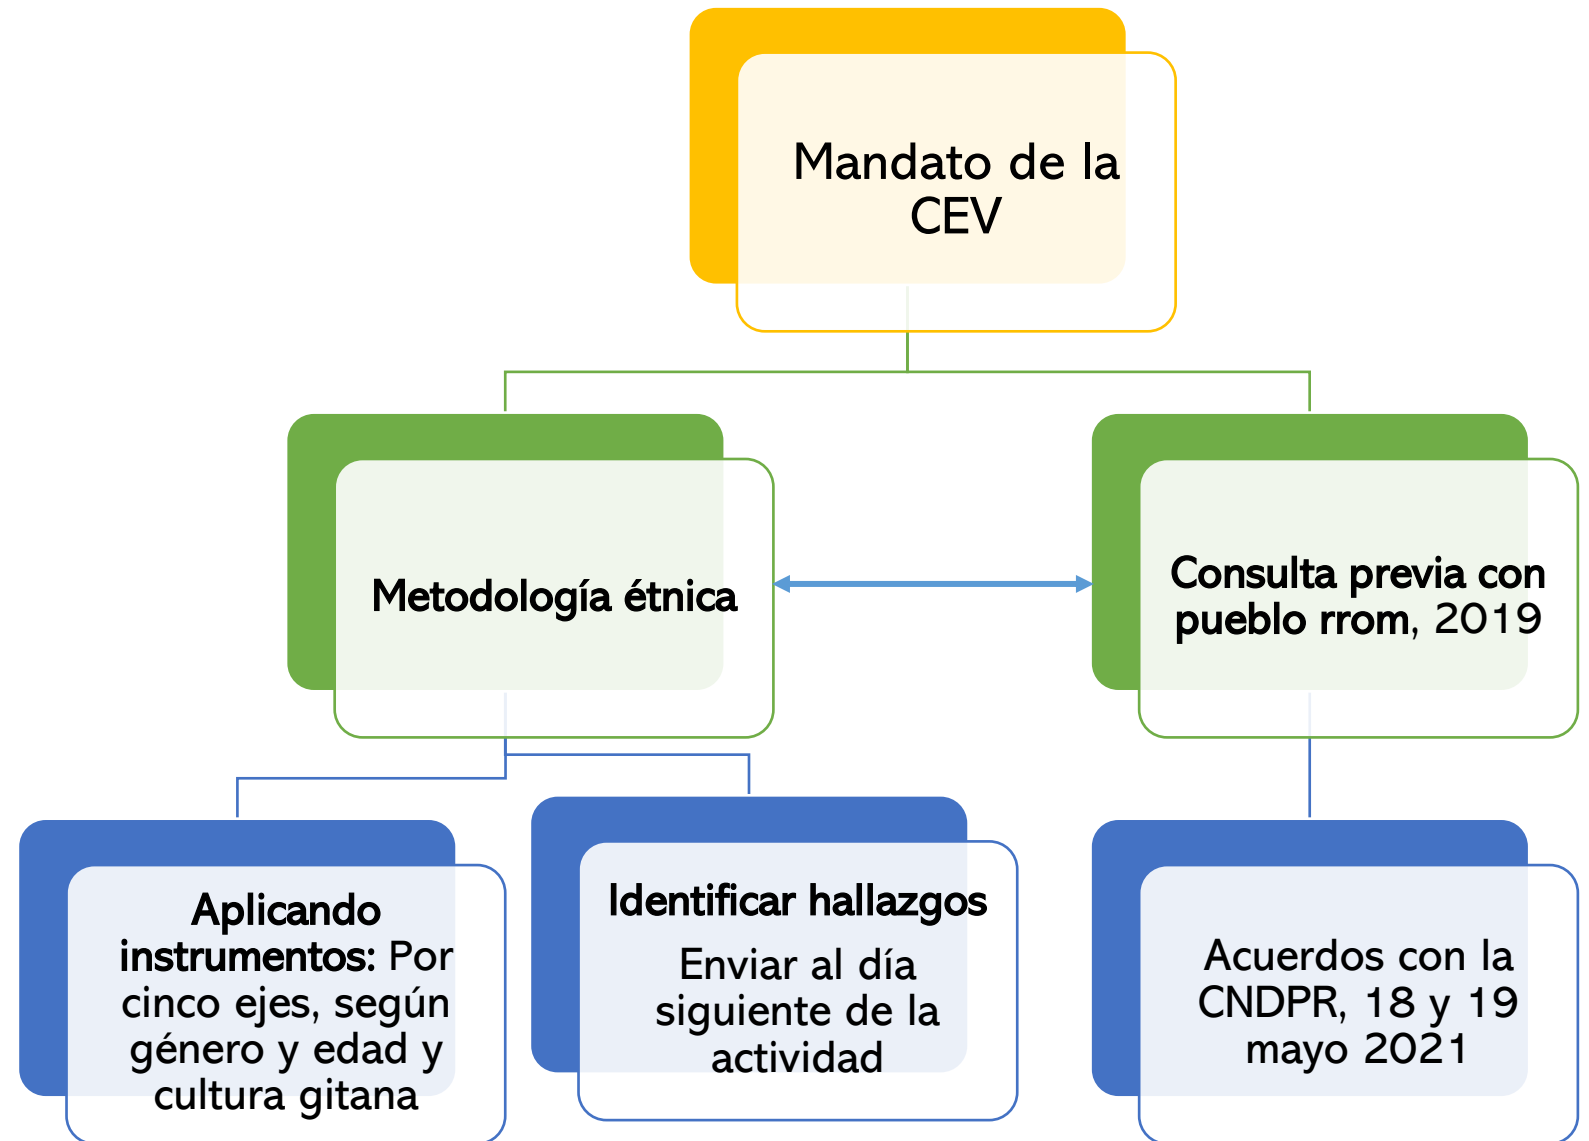 Mandato de la
CEV
Metodología étnica
Consulta previa con
pueblo rrom, 2019
Aplicando
instrumentos: Por
cinco ejes, según
género y edad y
cultura gitana
Identificar hallazgos
Enviar al día
siguiente de la
actividad
Acuerdos con la
CNDPR, 18 y 19
mayo 2021